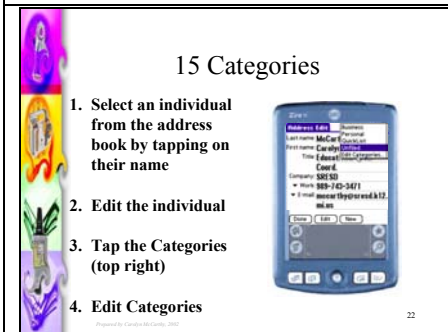 15 Categories
1. Select an individual
from the address
book by tapping on
their name
2. Edit the individual
3. Tap the Categories
(top right)
4. Edit Categories
Zire
Address Edit
Business
Personal
QuickList
Unfiled
Edit Categories...
Last name: McCart
First name: Carolyn
Title: Educat
Coord.
Company: SRESD
Work: 989-743-3471
E-mail: mccarthy@sresd.k12.
mi.us
Done Edit New
Prepared by Carolyn McCarthy, 2002
22